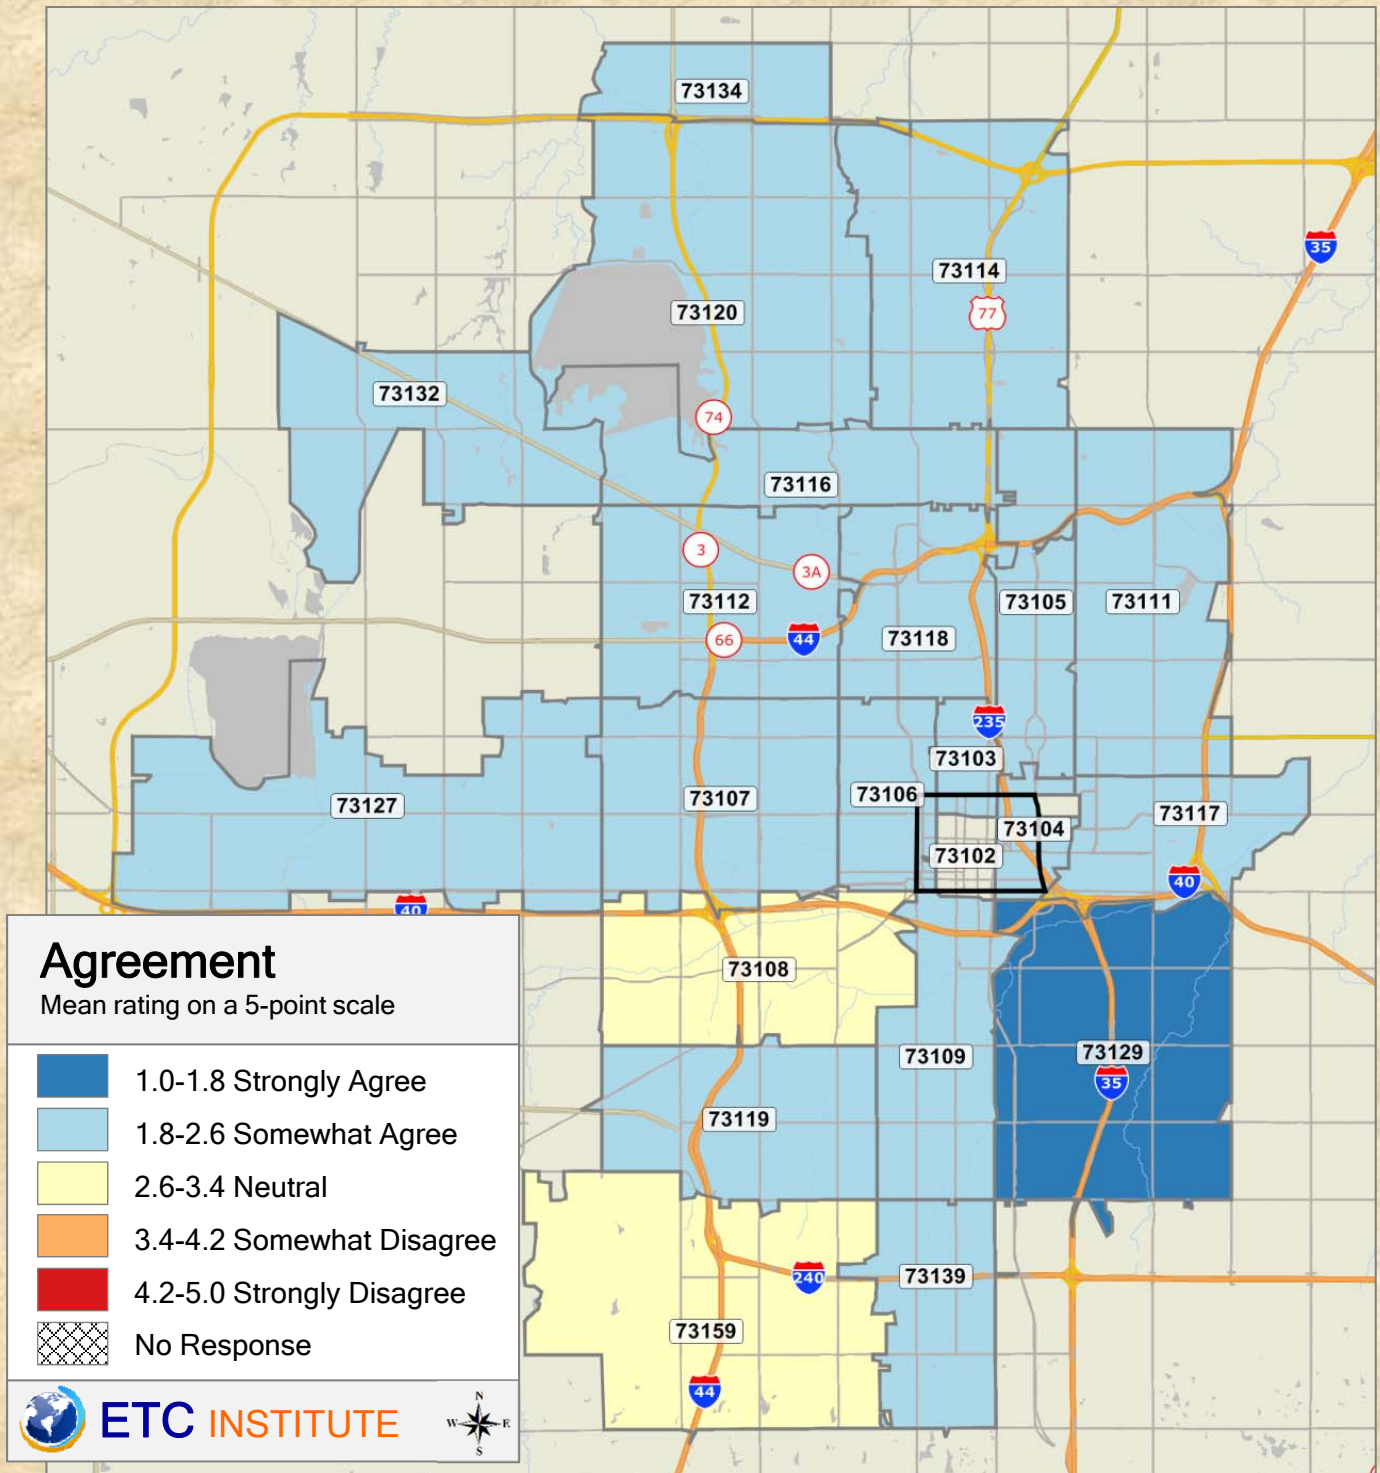 73134
35
73114
77
73120
73132
74
73116
3
3A
73112
73105
73111
66
44
73118
235
73103
73127
73107
73106
73117
73104
73102
40
40
73108
73109
73129
35
73119
240
73139
73159
44
Agreement
Mean rating on a 5-point scale
1.0-1.8 Strongly Agree
1.8-2.6 Somewhat Agree
2.6-3.4 Neutral
3.4-4.2 Somewhat Disagree
4.2-5.0 Strongly Disagree
No Response
ETC INSTITUTE
N
W E
S